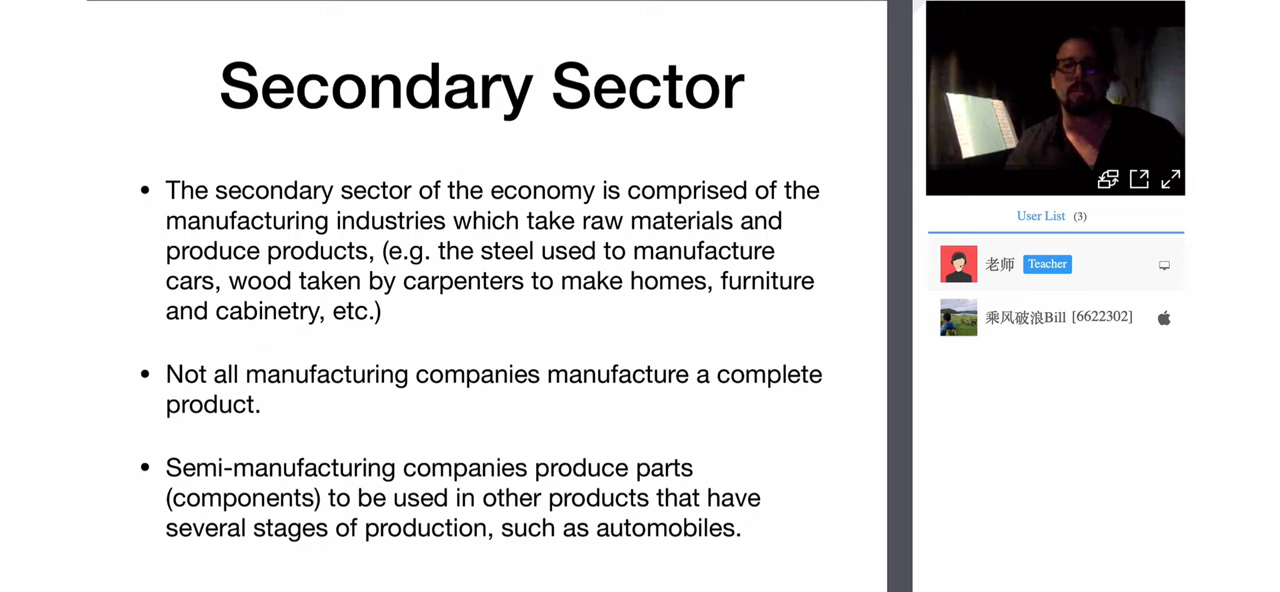 Secondary Sector
• The secondary sector of the economy is comprised of the
manufacturing industries which take raw materials and
produce products, (e.g. the steel used to manufacture
cars, wood taken by carpenters to make homes, furniture
and cabinetry, etc.)
• Not all manufacturing companies manufacture a complete
product.
• Semi-manufacturing companies produce parts
(components) to be used in other products that have
several stages of production, such as automobiles.
User List (3)
老师 Teacher
乘风破浪Bill [6622302]